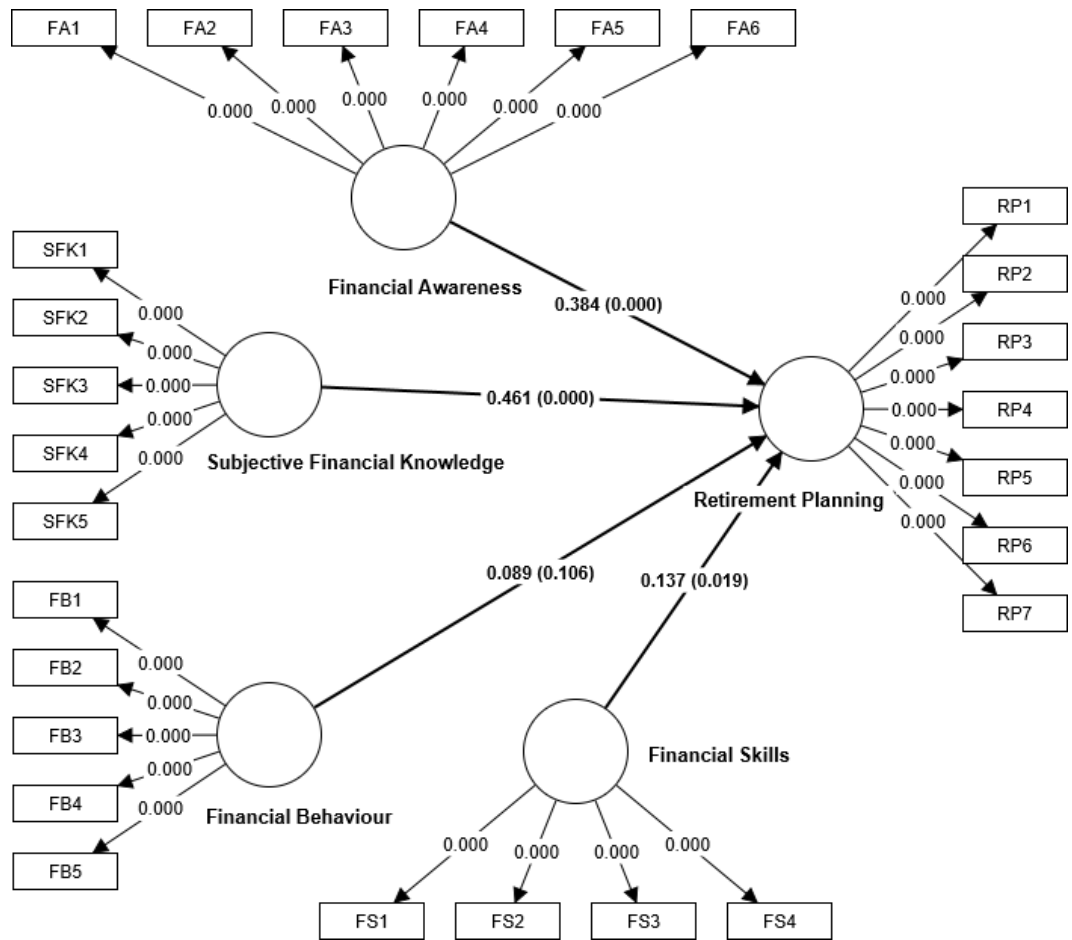 FA1 FA2 FA3 FA4 FA5 FA6
0.000 0.000 0.000 0.000 0.000 0.000
Financial Awareness
0.384 (0.000)
SFK1
SFK2
SFK3
SFK4
SFK5
0.000
0.000
0.000
0.000
0.000
Subjective Financial Knowledge
0.461 (0.000)
RP1
RP2
RP3
RP4
RP5
RP6
RP7
0.000
0.000
0.000
0.000
0.000
0.000
0.000
Retirement Planning
0.089 (0.106)
0.137 (0.019)
FB1
FB2
FB3
FB4
FB5
0.000
0.000
0.000
0.000
0.000
Financial Behaviour
Financial Skills
0.000 0.000 0.000 0.000
FS1 FS2 FS3 FS4